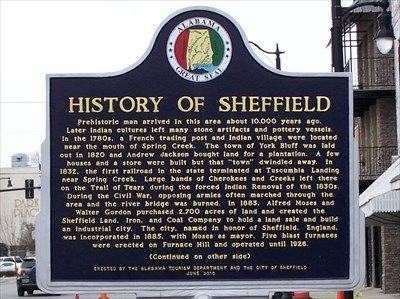 ALABAMA
GREAT SEAL
HISTORY OF SHEFFIELD
Prehistoric man arrived in this area about 10,000 years ago.
Later Indian cultures left many stone artifacts and pottery vessels.
In the 1780s, a French trading post and Indian village were located
near the mouth of Spring Creek. The town of York Bluff was laid
out in 1820 and Andrew Jackson bought land for a plantation. A few
houses and a store were built but that "town" dwindled away. In
1832, the first railroad in the state terminated at Tuscumbia Landing
near Spring Creek. Large bands of Cherokees and Creeks left there
on the Trail of Tears during the forced Indian Removal of the 1830s.
During the Civil War, opposing armies often marched through the
area and the river bridge was burned. In 1883, Alfred Moses and
Walter Gordon purchased 2,700 acres of land and created the
Sheffield Land, Iron, and Coal Company to hold a land sale and build
an industrial city. The city, named in honor of Sheffield, England,
was incorporated in 1885, with Moses as mayor. Five blast furnaces
were erected on Furnace Hill and operated until 1926.
(Continued on other side)
ERECTED BY THE ALABAMA TOURISM DEPARTMENT AND THE CITY OF SHEFFIELD
JUNE 2010